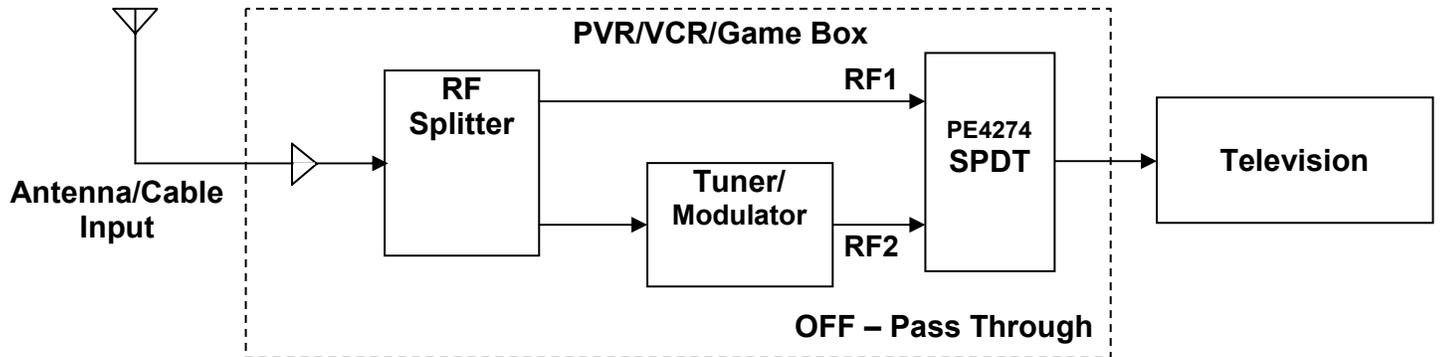 PVR/VCR/Game Box
RF
Splitter
RF1
PE4274
SPDT
Television
Antenna/Cable
Input
Tuner/
Modulator
RF2
OFF – Pass Through